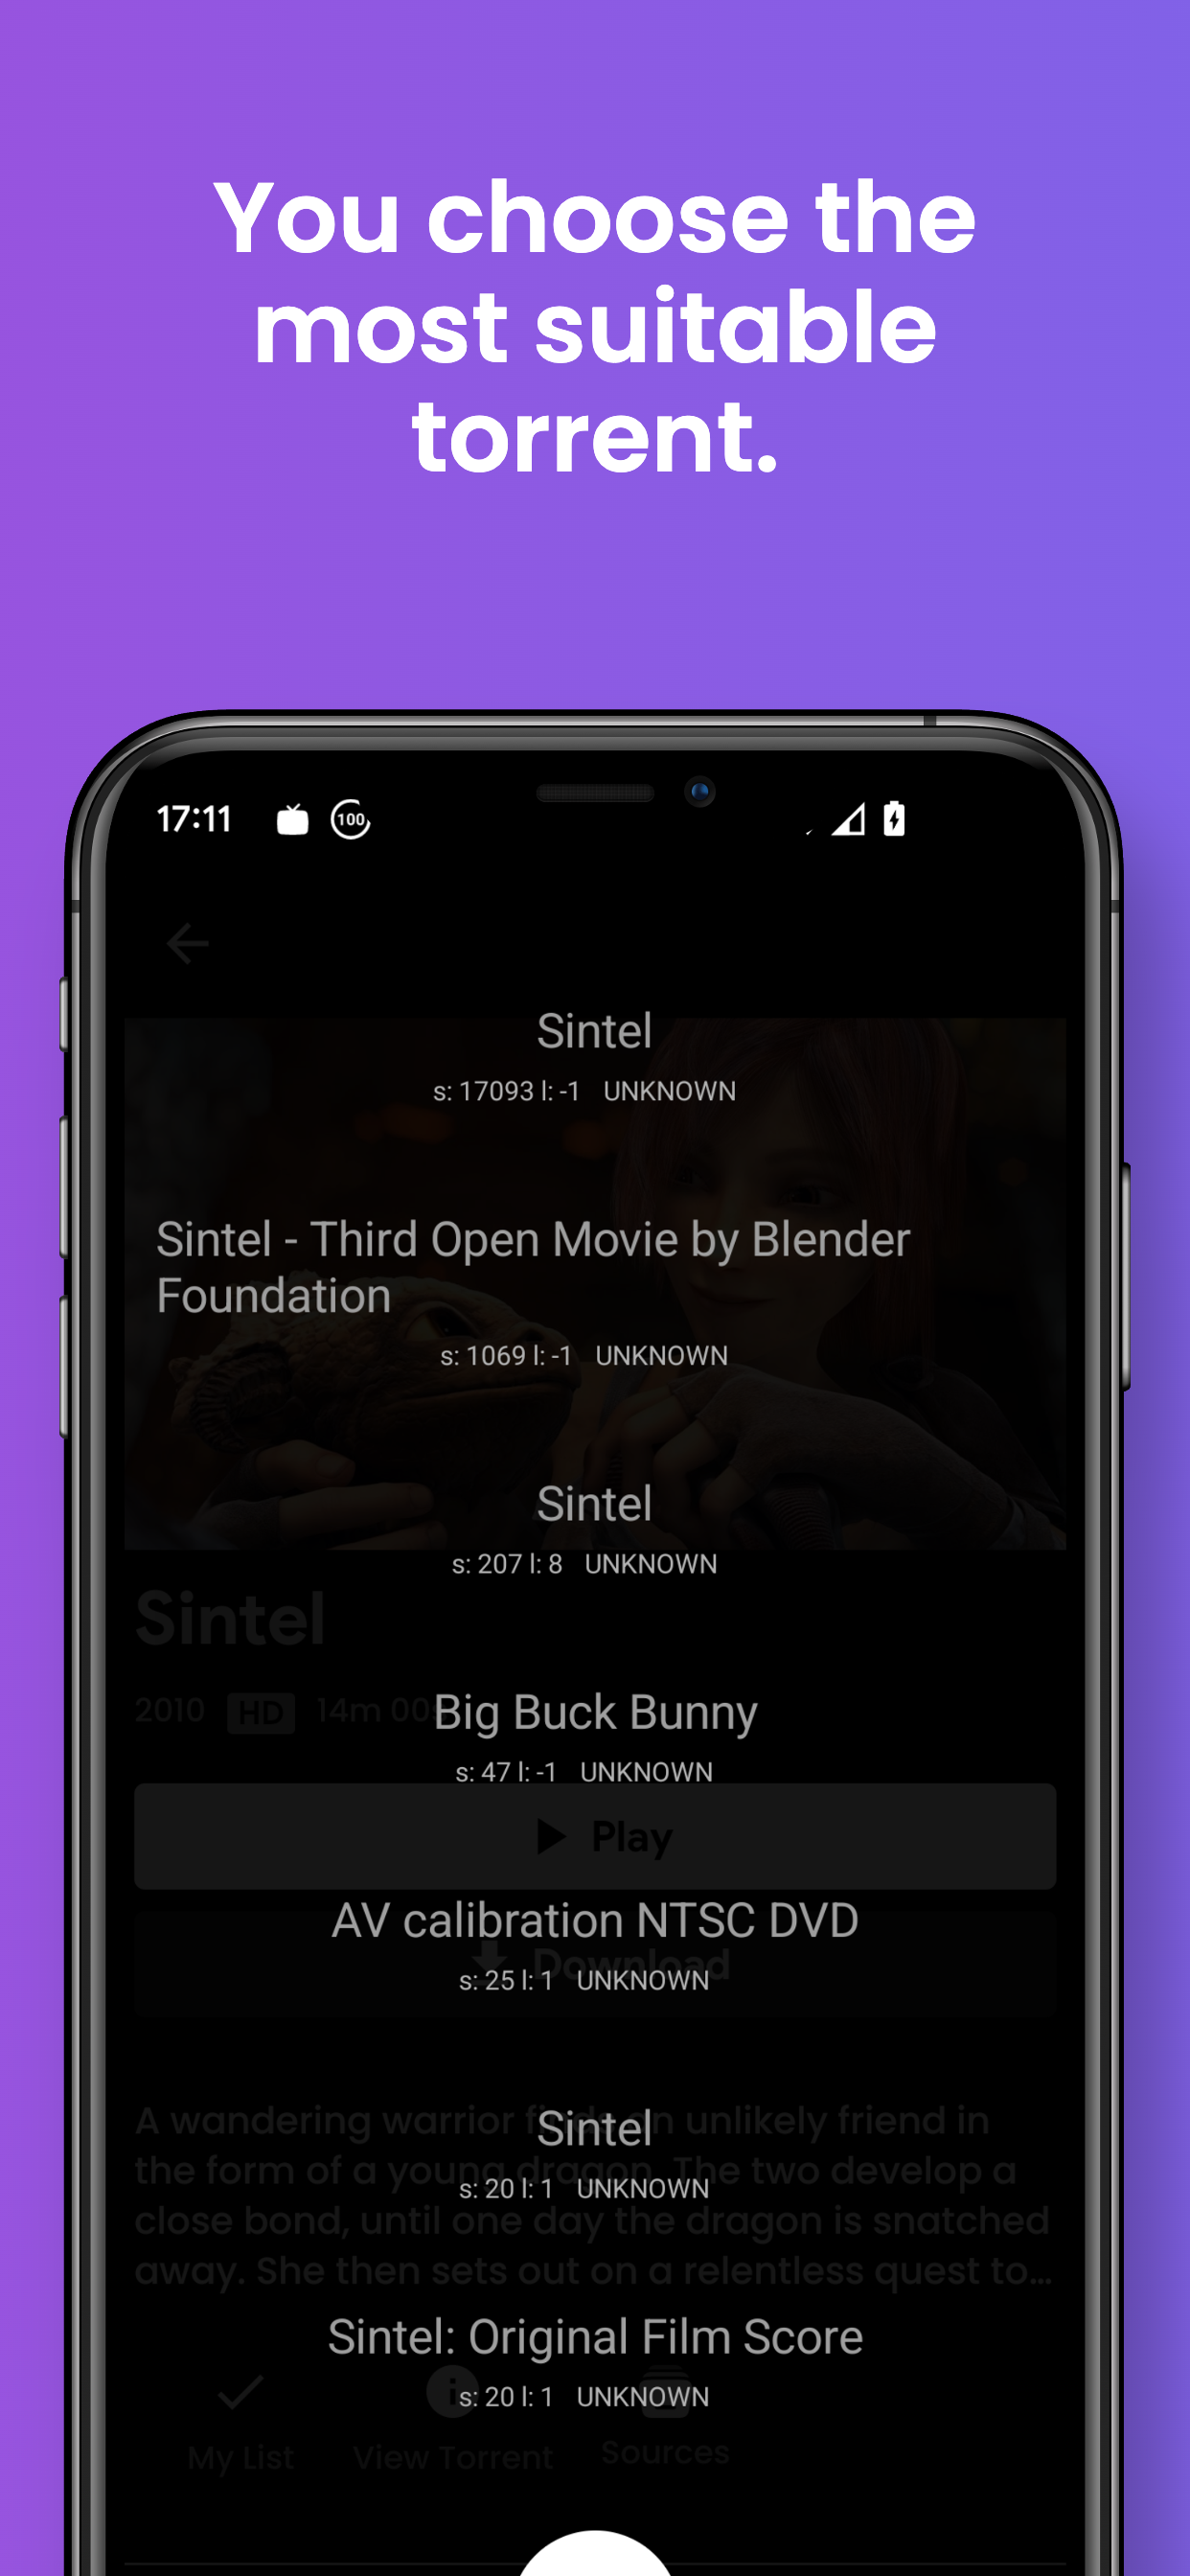 You choose the
most suitable
torrent.
17:11
100
Sintel
s: 17093 l: -1 UNKNOWN
Sintel - Third Open Movie by Blender
Foundation
s: 1069 l: -1 UNKNOWN
Sintel
s: 207 l: 8 UNKNOWN
Sintel
2010 HD 14m 00s
Big Buck Bunny
s: 47 l: -1 UNKNOWN
Play
AV calibration NTSC DVD
Download
s: 25 l: 1 UNKNOWN
A wandering warrior finds an unlikely friend in
Sintel
the form of a young dragon. The two develop a
s: 20 l: 1 UNKNOWN
close bond, until one day the dragon is snatched
away. She then sets out on a relentless quest to...
Sintel: Original Film Score
s: 20 l: 1 UNKNOWN
My List View Torrent Sources